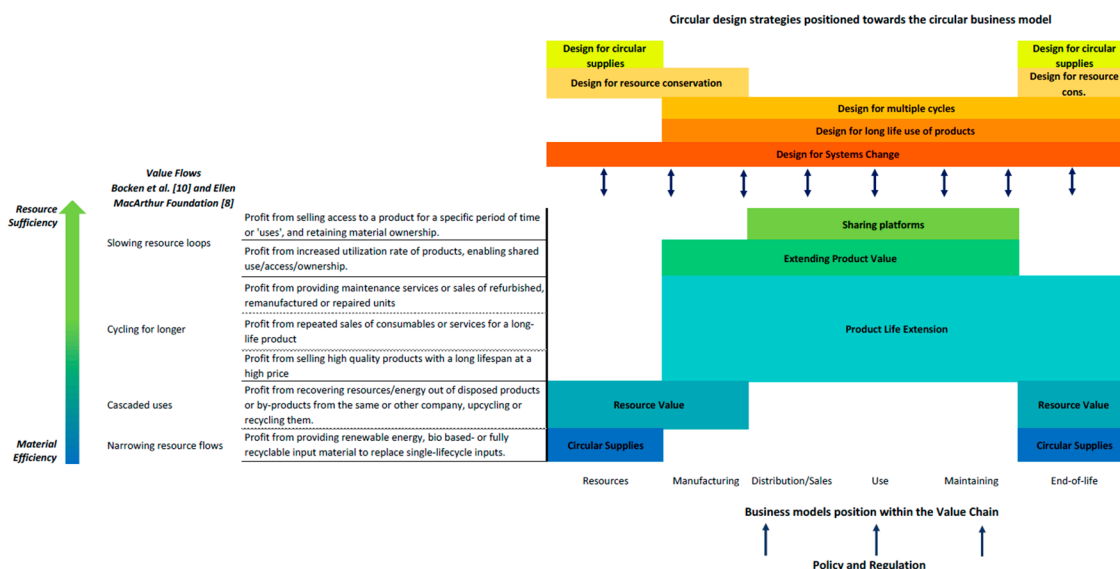 Circular design strategies positioned towards the circular business model
Design for circular
supplies
Design for circular
supplies
Design for resource conservation
Design for resource
cons.
Design for multiple cycles
Design for long life use of products
Design for Systems Change
Value Flows
Bocken et al. [10] and Ellen
MacArthur Foundation [8]
Resource
Sufficiency
Slowing resource loops
Profit from selling access to a product for a specific period of time
or 'uses', and retaining material ownership.
Sharing platforms
Profit from increased utilization rate of products, enabling shared
use/access/ownership.
Extending Product Value
Cycling for longer
Profit from providing maintenance services or sales of refurbished,
remanufactured or repaired units
Profit from repeated sales of consumables or services for a long-
life product
Profit from selling high quality products with a long lifespan at a
high price
Product Life Extension
Cascaded uses
Profit from recovering resources/energy out of disposed products
or by-products from the same or other company, upcycling or
recycling them.
Resource Value
Resource Value
Material
Efficiency
Narrowing resource flows
Profit from providing renewable energy, bio based- or fully
recyclable input material to replace single-lifecycle inputs.
Circular Supplies
Circular Supplies
Resources
Manufacturing
Distribution/Sales
Use
Maintaining
End-of-life
Business models position within the Value Chain
Policy and Regulation